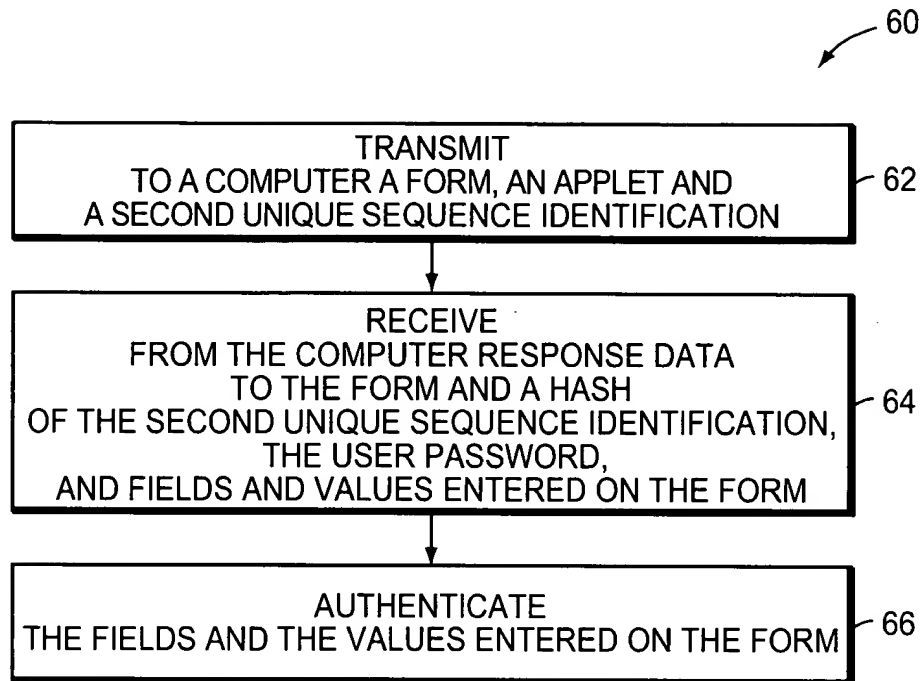 60
TRANSMIT
TO A COMPUTER A FORM, AN APPLET AND
A SECOND UNIQUE SEQUENCE IDENTIFICATION
62
RECEIVE
FROM THE COMPUTER RESPONSE DATA
TO THE FORM AND A HASH
OF THE SECOND UNIQUE SEQUENCE IDENTIFICATION,
THE USER PASSWORD,
AND FIELDS AND VALUES ENTERED ON THE FORM
64
AUTHENTICATE
THE FIELDS AND THE VALUES ENTERED ON THE FORM
66